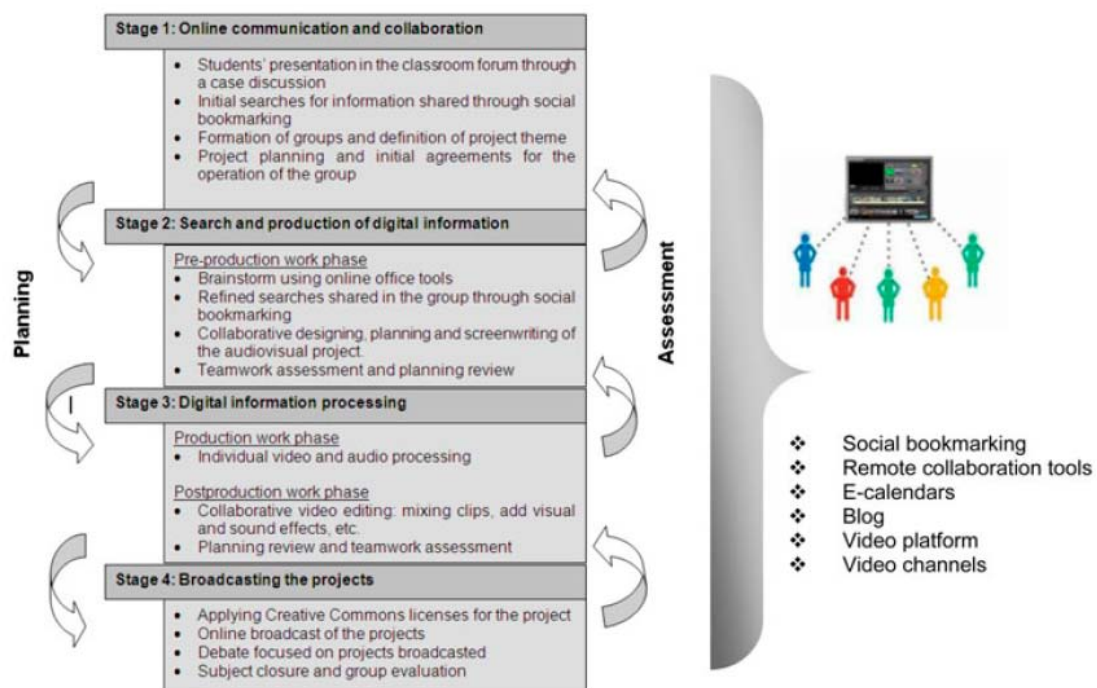 Stage 1: Online communication and collaboration
• Students' presentation in the classroom forum through
a case discussion
• Initial searches for information shared through social
bookmarking
• Formation of groups and definition of project theme
• Project planning and initial agreements for the
operation of the group
Stage 2: Search and production of digital information
Pre-production work phase
• Brainstorm using online office tools
• Refined searches shared in the group through social
bookmarking
• Collaborative designing, planning and screenwriting of
the audiovisual project.
• Teamwork assessment and planning review
Stage 3: Digital information processing
Production work phase
• Individual video and audio processing
Postproduction work phase
• Collaborative video editing: mixing clips, add visual
and sound effects, etc.
• Planning review and teamwork assessment
Stage 4: Broadcasting the projects
• Applying Creative Commons licenses for the project
• Online broadcast of the projects
• Debate focused on projects broadcasted
• Subject closure and group evaluation
Planning
Assessment
❖ Social bookmarking
❖ Remote collaboration tools
❖ E-calendars
❖ Blog
❖ Video platform
❖ Video channels